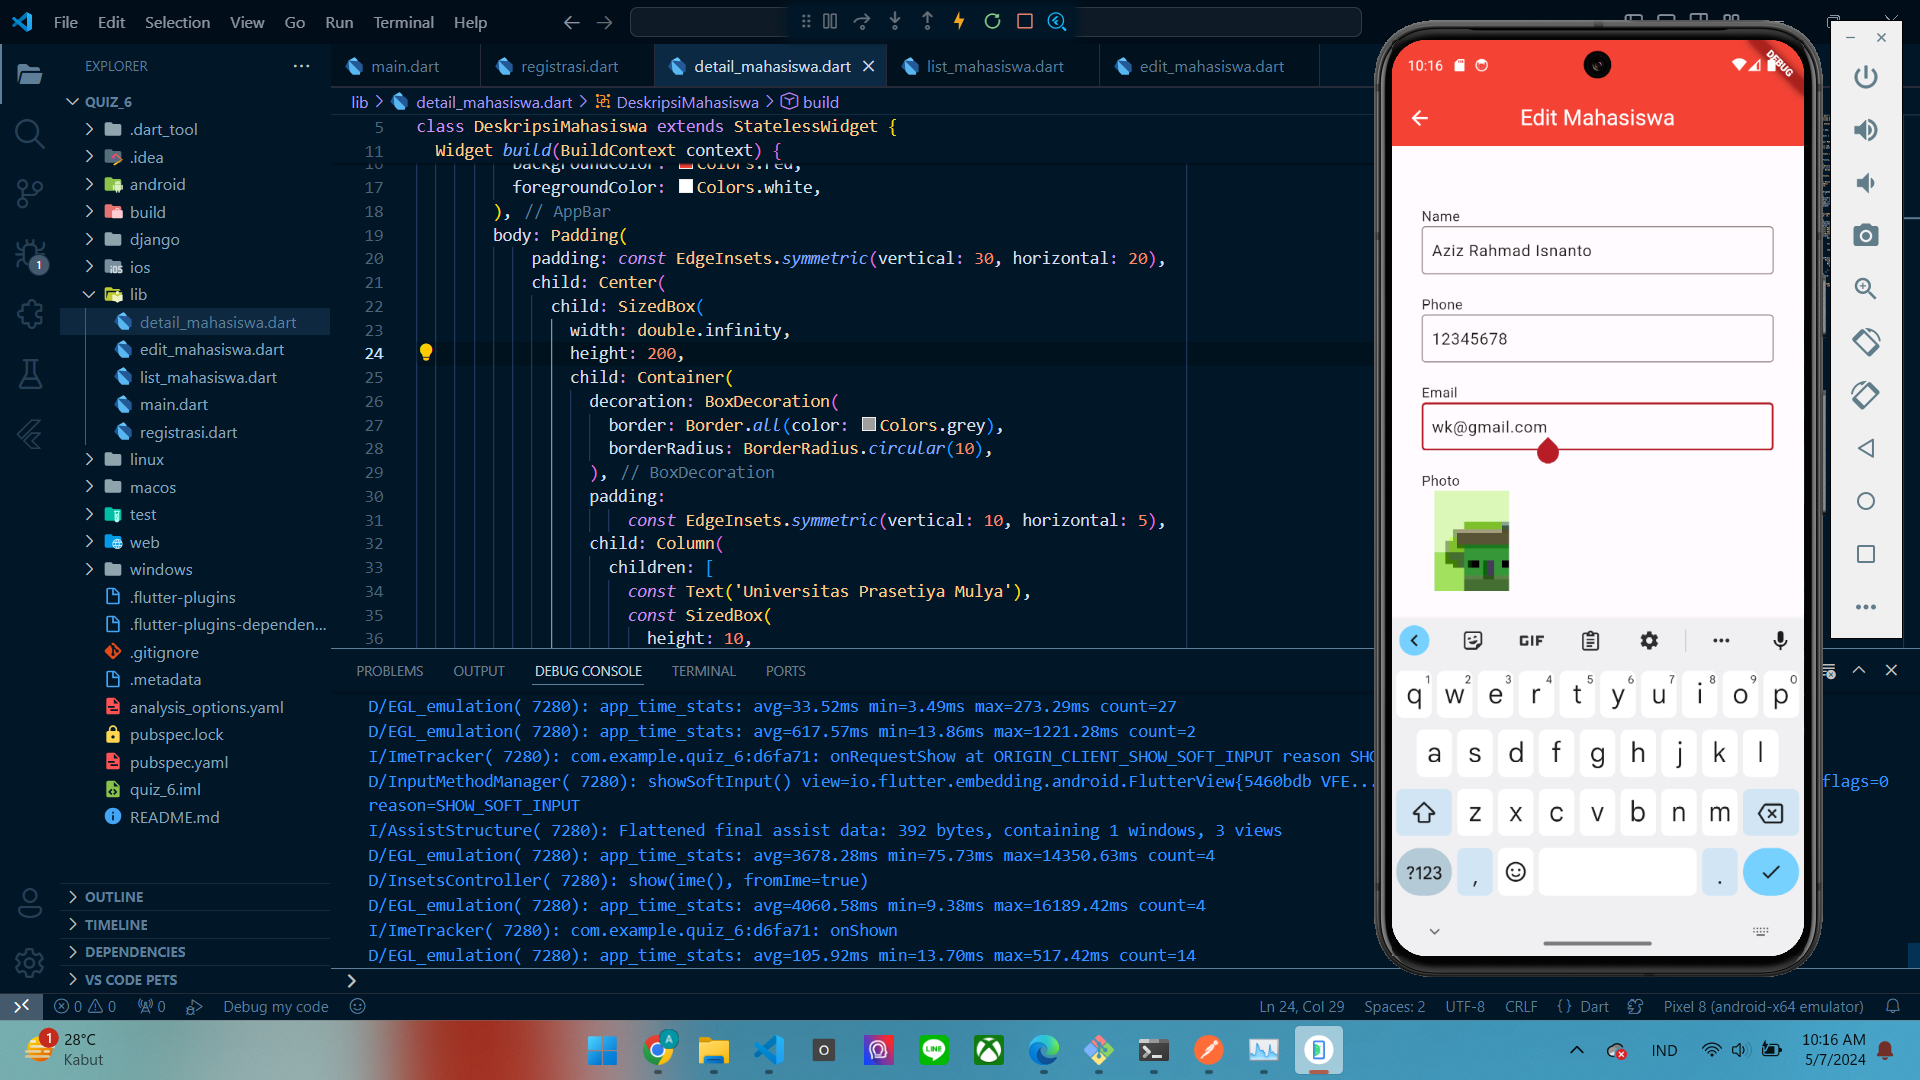 File Edit Selection View Go Run Terminal Help
EXPLORER
QUIZ_6
.dart_tool
.idea
android
build
django
ios
lib
detail_mahasiswa.dart
edit_mahasiswa.dart
list_mahasiswa.dart
main.dart
registrasi.dart
linux
macos
test
web
windows
.flutter-plugins
.flutter-plugins-dependen...
.gitignore
.metadata
analysis_options.yaml
pubspec.lock
pubspec.yaml
quiz_6.iml
README.md
OUTLINE
TIMELINE
DEPENDENCIES
VS CODE PETS
1
main.dart registrasi.dart detail_mahasiswa.dart list_mahasiswa.dart edit_mahasiswa.dart
lib > detail_mahasiswa.dart > DeskripsiMahasiswa > build
5 class DeskripsiMahasiswa extends StatelessWidget {
11 Widget build(BuildContext context) {
16 backgroundColor: Colors.red,
17 foregroundColor: Colors.white,
18 ), // AppBar
19 body: Padding(
20 padding: const EdgeInsets.symmetric(vertical: 30, horizontal: 20),
21 child: Center(
22 child: SizedBox(
23 width: double.infinity,
24 height: 200,
25 child: Container(
26 decoration: BoxDecoration(
27 border: Border.all(color: Colors.grey),
28 borderRadius: BorderRadius.circular(10),
29 ), // BoxDecoration
30 padding:
31 const EdgeInsets.symmetric(vertical: 10, horizontal: 5),
32 child: Column(
33 children: [
34 const Text('Universitas Prasetiya Mulya'),
35 const SizedBox(
36 height: 10,
PROBLEMS OUTPUT DEBUG CONSOLE TERMINAL PORTS
D/EGL_emulation( 7280): app_time_stats: avg=33.52ms min=3.49ms max=273.29ms count=27
D/EGL_emulation( 7280): app_time_stats: avg=617.57ms min=13.86ms max=1221.28ms count=2
I/ImeTracker( 7280): com.example.quiz_6:d6fa71: onRequestShow at ORIGIN_CLIENT_SHOW_SOFT_INPUT reason SHO
D/InputMethodManager( 7280): showSoftInput() view=io.flutter.embedding.android.FlutterView{5460bdb VFE... flags=0
reason=SHOW_SOFT_INPUT
I/AssistStructure( 7280): Flattened final assist data: 392 bytes, containing 1 windows, 3 views
D/EGL_emulation( 7280): app_time_stats: avg=3678.28ms min=75.73ms max=14350.63ms count=4
D/InsetsController( 7280): show(ime(), fromIme=true)
D/EGL_emulation( 7280): app_time_stats: avg=4060.58ms min=9.38ms max=16189.42ms count=4
I/ImeTracker( 7280): com.example.quiz_6:d6fa71: onShown
D/EGL_emulation( 7280): app_time_stats: avg=105.92ms min=13.70ms max=517.42ms count=14
>
10:16
DEBUG
Edit Mahasiswa
Name
Aziz Rahmad Isnanto
Phone
12345678
Email
wk@gmail.com
Photo
GIF
q1 w2 e3 r4 t5 y6 u7 i8 o9 p0
a s d f g h j k l
z x c v b n m
?123 , .
0 0 0 Debug my code Ln 24, Col 29 Spaces: 2 UTF-8 CRLF {} Dart Pixel 8 (android-x64 emulator)
1
28°C
Kabut
A
O
LINE
IND
10:16 AM
5/7/2024